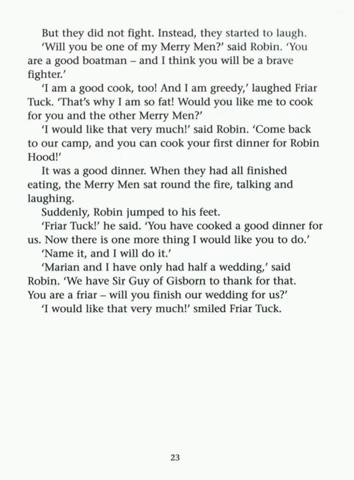 But they did not fight. Instead, they started to laugh.
‘Will you be one of my Merry Men?’ said Robin. ‘You
are a good boatman – and I think you will be a brave
fighter.’
‘I am a good cook, too! And I am greedy,’ laughed Friar
Tuck. ‘That’s why I am so fat! Would you like me to cook
for you and the other Merry Men?’
‘I would like that very much!’ said Robin. ‘Come back
to our camp, and you can cook your first dinner for Robin
Hood!’
It was a good dinner. When they had all finished
eating, the Merry Men sat round the fire, talking and
laughing.
Suddenly, Robin jumped to his feet.
‘Friar Tuck!’ he said. ‘You have cooked a good dinner for
us. Now there is one more thing I would like you to do.’
‘Name it, and I will do it.’
‘Marian and I have only had half a wedding,’ said
Robin. ‘We have Sir Guy of Gisborn to thank for that.
You are a friar – will you finish our wedding for us?’
‘I would like that very much!’ smiled Friar Tuck.
23